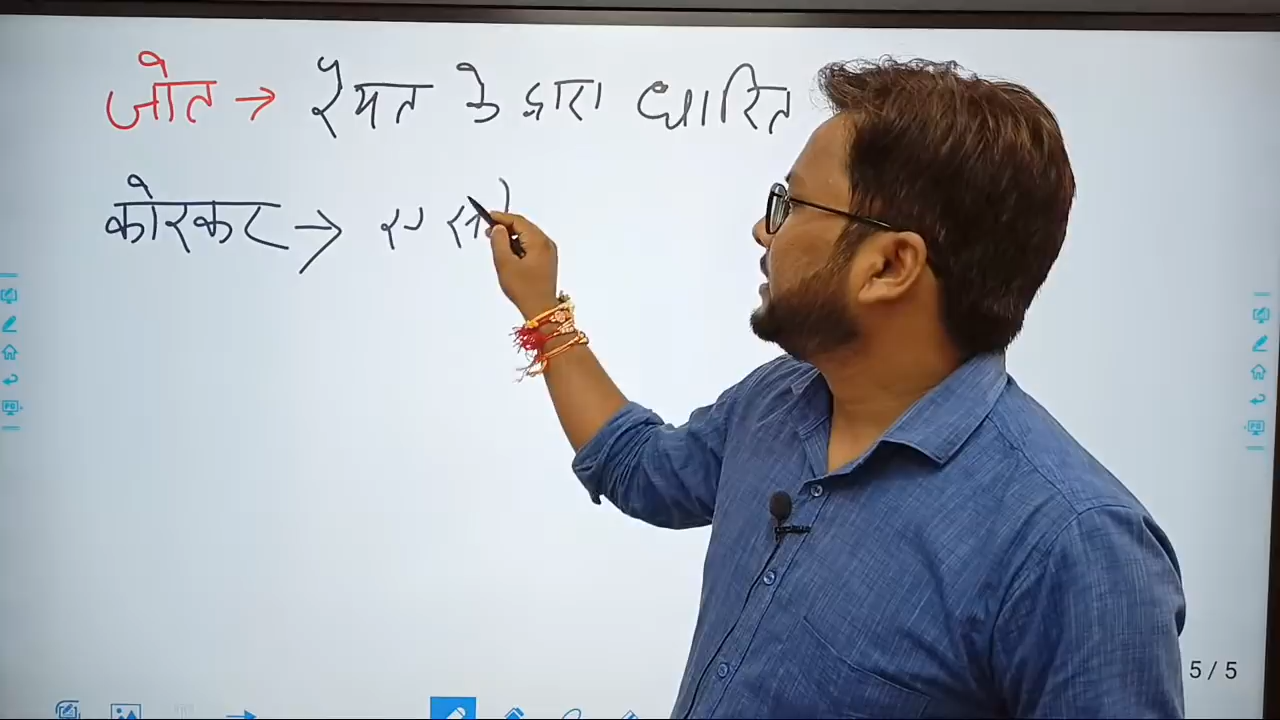 जोत → रैयत के द्वारा धारित
कोरकर →
5 / 5